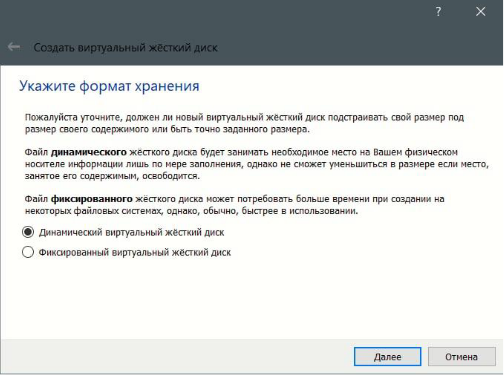 ?
Создать виртуальный жёсткий диск
Укажите формат хранения
Пожалуйста уточните, должен ли новый виртуальный жёсткий диск подстраивать свой размер под
размер своего содержимого или быть точно заданного размера.
Файл динамического жёсткого диска будет занимать необходимое место на Вашем физическом
носителе информации лишь по мере заполнения, однако не сможет уменьшиться в размере если место,
занятое его содержимым, освободится.
Файл фиксированного жёсткого диска может потребовать больше времени при создании на
некоторых файловых системах, однако, обычно, быстрее в использовании.
Динамический виртуальный жёсткий диск
Фиксированный виртуальный жёсткий диск
Далее
Отмена